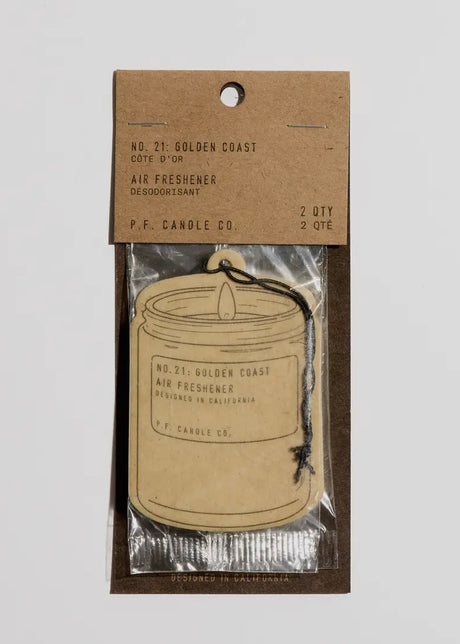 NO. 21: GOLDEN COAST
CÔTE D'OR
AIR FRESHENER
DÉSODORISANT
2 QTY
P.F. CANDLE CO.
2 QTÉ
NO. 21: GOLDEN COAST
AIR FRESHENER
DESIGNED IN CALIFORNIA
P.F. CANDLE CO.
DESIGNED IN CALIFORNIA